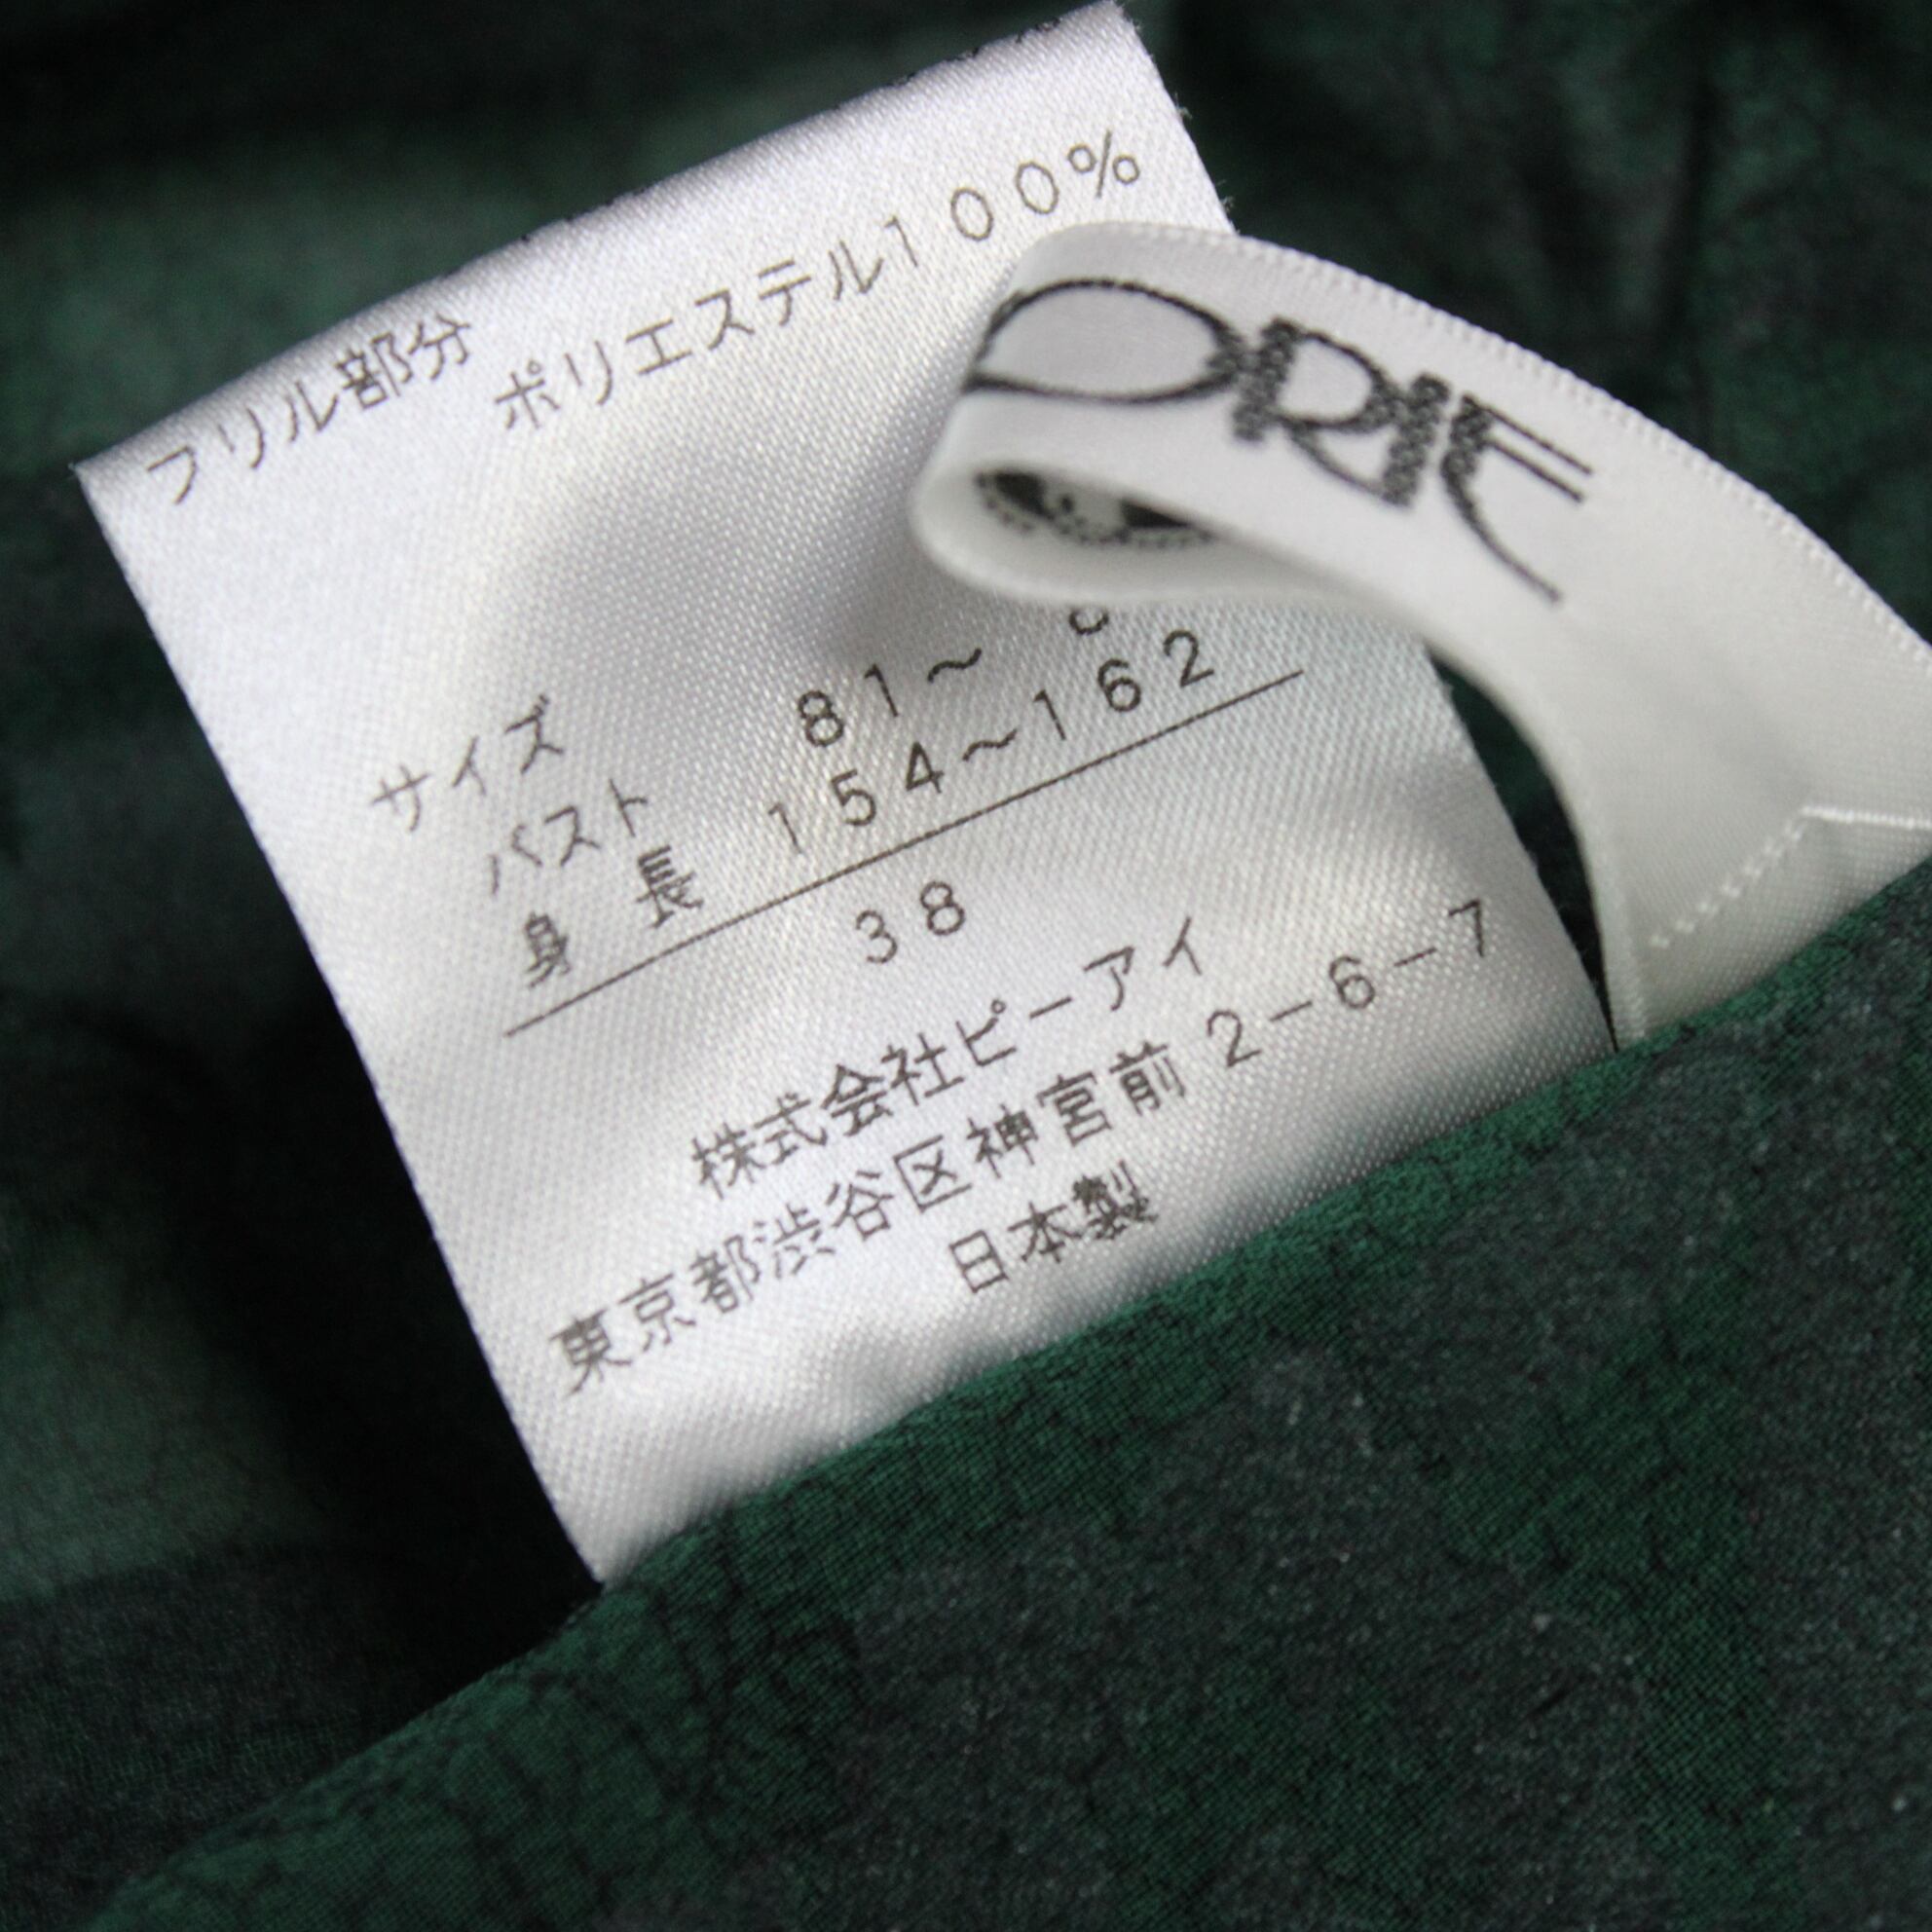 フリル部分
ポリエステル100%
サイズ
バスト 81~
身長 154~162
38
株式会社ピーアイ
東京都渋谷区神宮前2-6-7
日本製